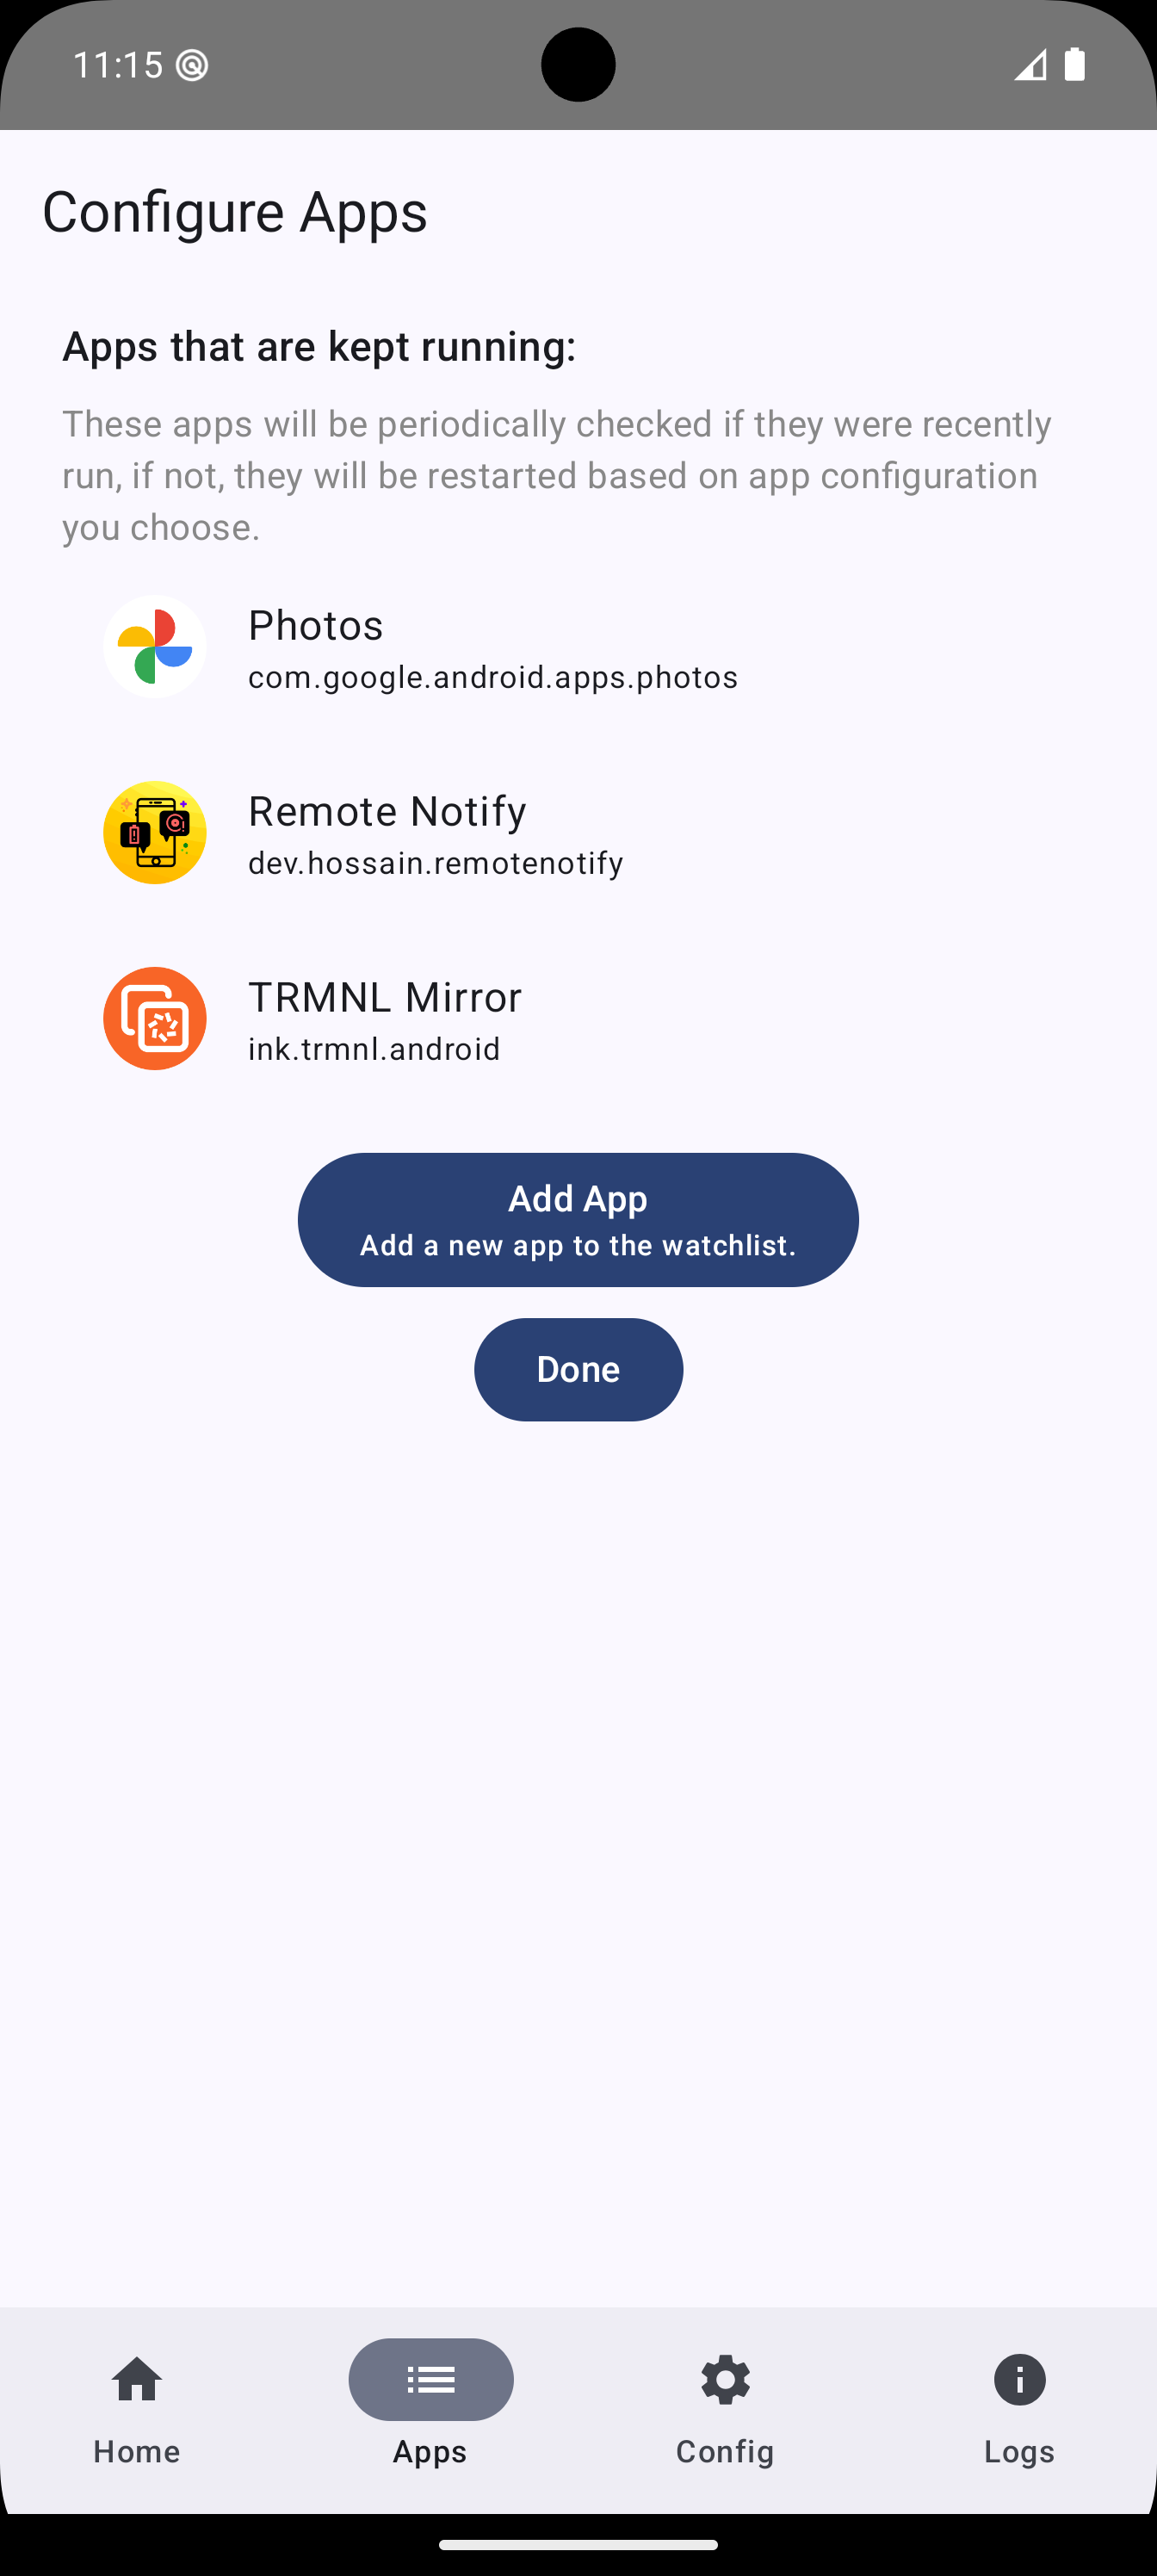 11:15
Configure Apps
Apps that are kept running:
These apps will be periodically checked if they were recently
run, if not, they will be restarted based on app configuration
you choose.
Photos
com.google.android.apps.photos
Remote Notify
dev.hossain.remotenotify
TRMNL Mirror
ink.trmnl.android
Add App
Add a new app to the watchlist.
Done
Home Apps Config Logs